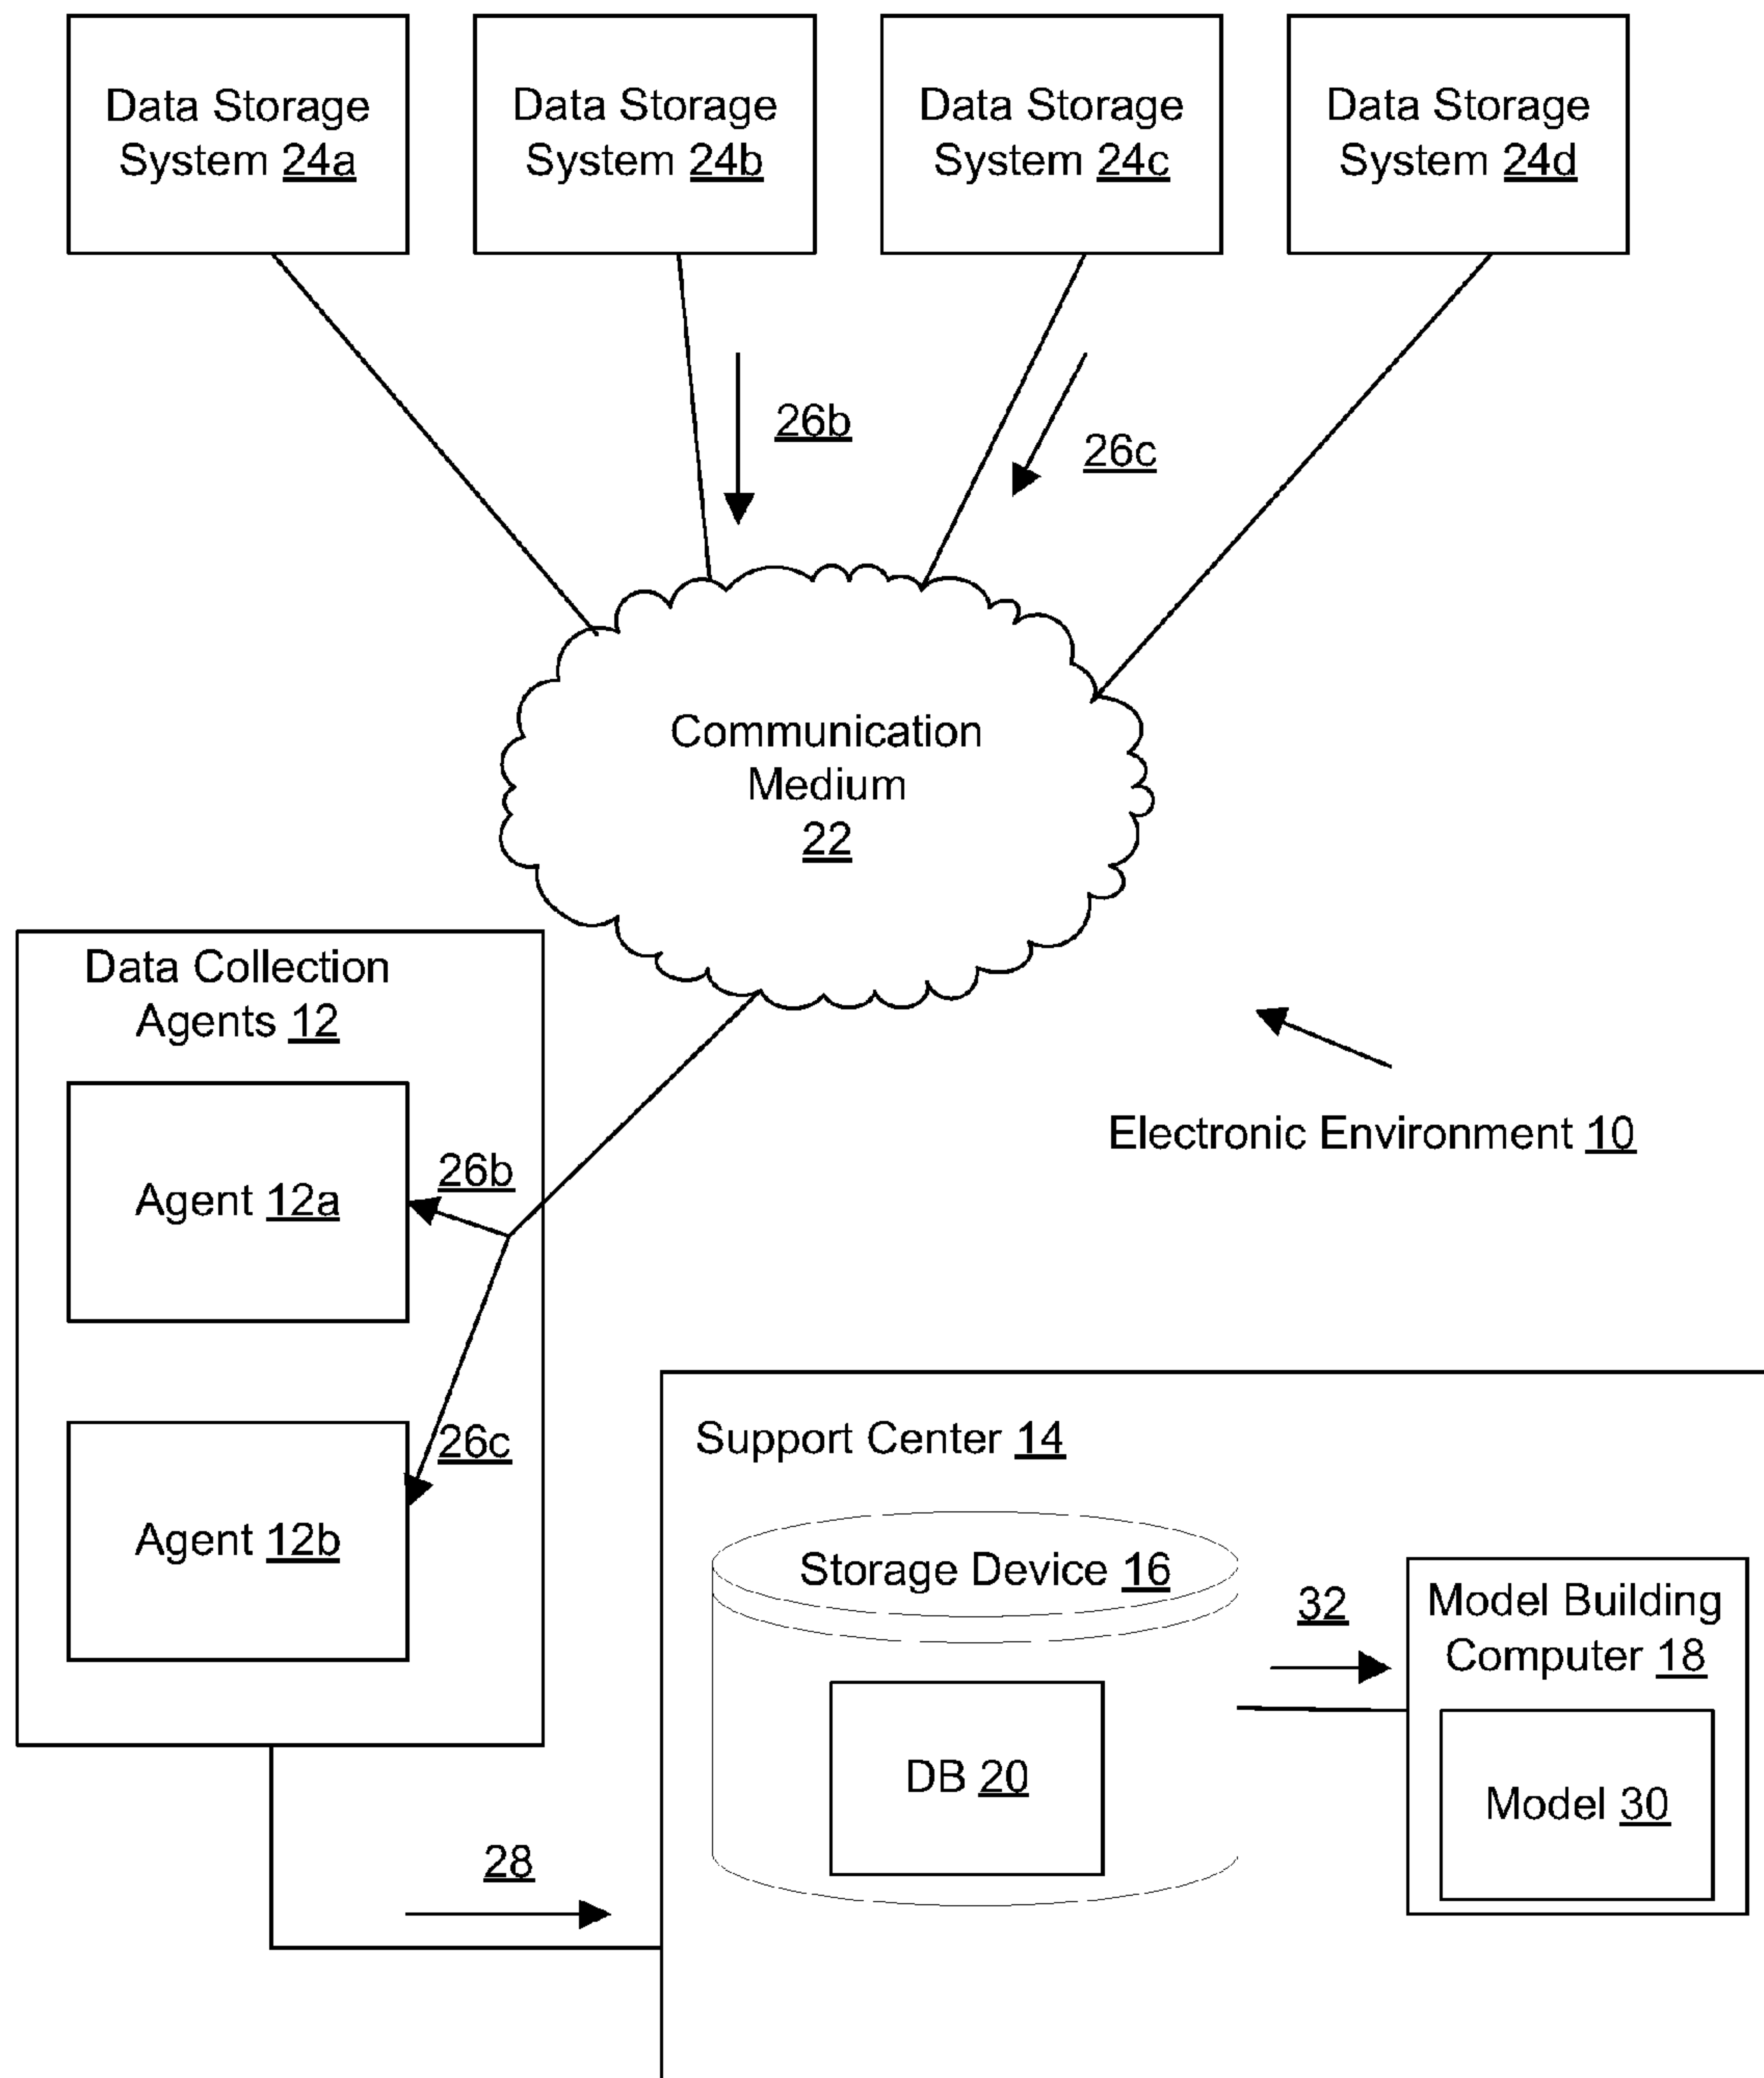 Data Storage
System 24a
Data Storage
System 24b
Data Storage
System 24c
Data Storage
System 24d
26b
26c
Communication
Medium
22
Data Collection
Agents 12
Electronic Environment 10
26b
Agent 12a
26c
Agent 12b
Support Center 14
Storage Device 16
32
Model Building
Computer 18
DB 20
Model 30
28